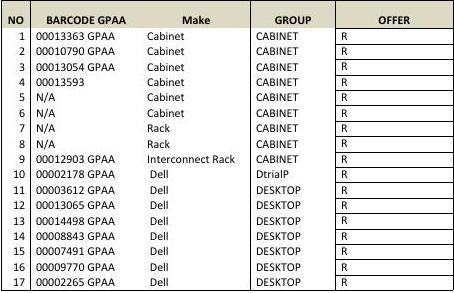 NO BARCODE GPAA Make GROUP OFFER
1 00013363 GPAA Cabinet CABINET R
2 00010790 GPAA Cabinet CABINET R
3 00013054 GPAA Cabinet CABINET R
4 00013593 Cabinet CABINET R
5 N/A Cabinet CABINET R
6 N/A Cabinet CABINET R
7 N/A Rack CABINET R
8 N/A Rack CABINET R
9 00012903 GPAA Interconnect Rack CABINET R
10 00002178 GPAA Dell DtrialP R
11 00003612 GPAA Dell DESKTOP R
12 00013065 GPAA Dell DESKTOP R
13 00014498 GPAA Dell DESKTOP R
14 00008843 GPAA Dell DESKTOP R
15 00007491 GPAA Dell DESKTOP R
16 00009770 GPAA Dell DESKTOP R
17 00002265 GPAA Dell DESKTOP R